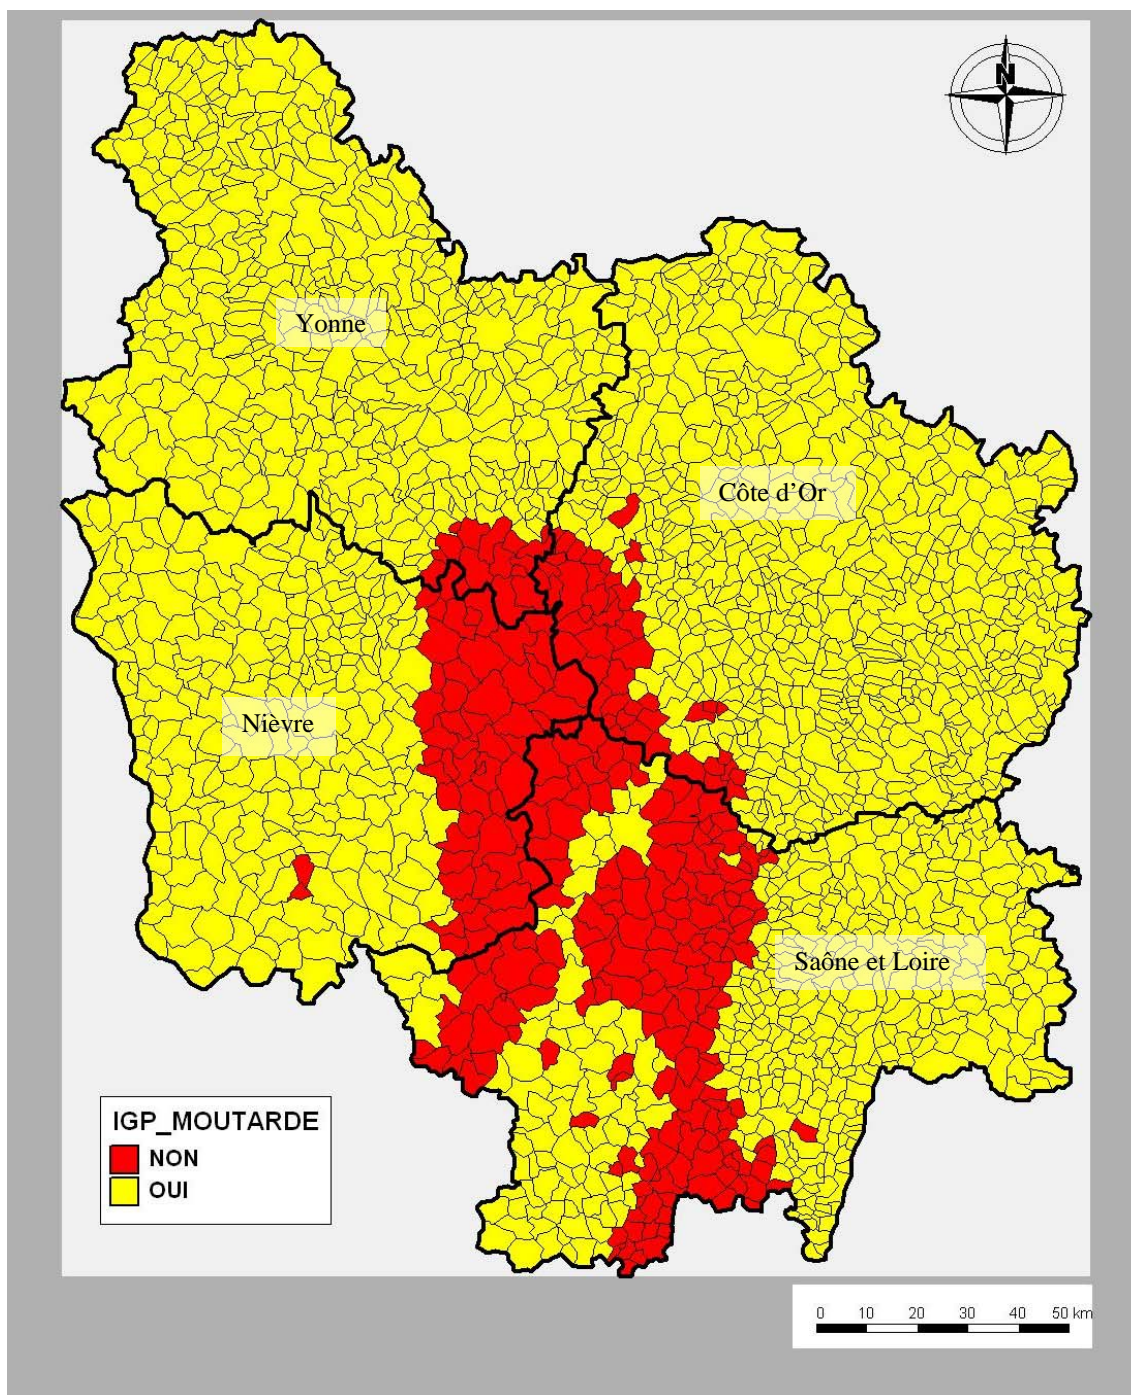 N
Yonne
Côte d’Or
Nièvre
Saône et Loire
IGP_MOUTARDE
NON
OUI
0 10 20 30 40 50 km